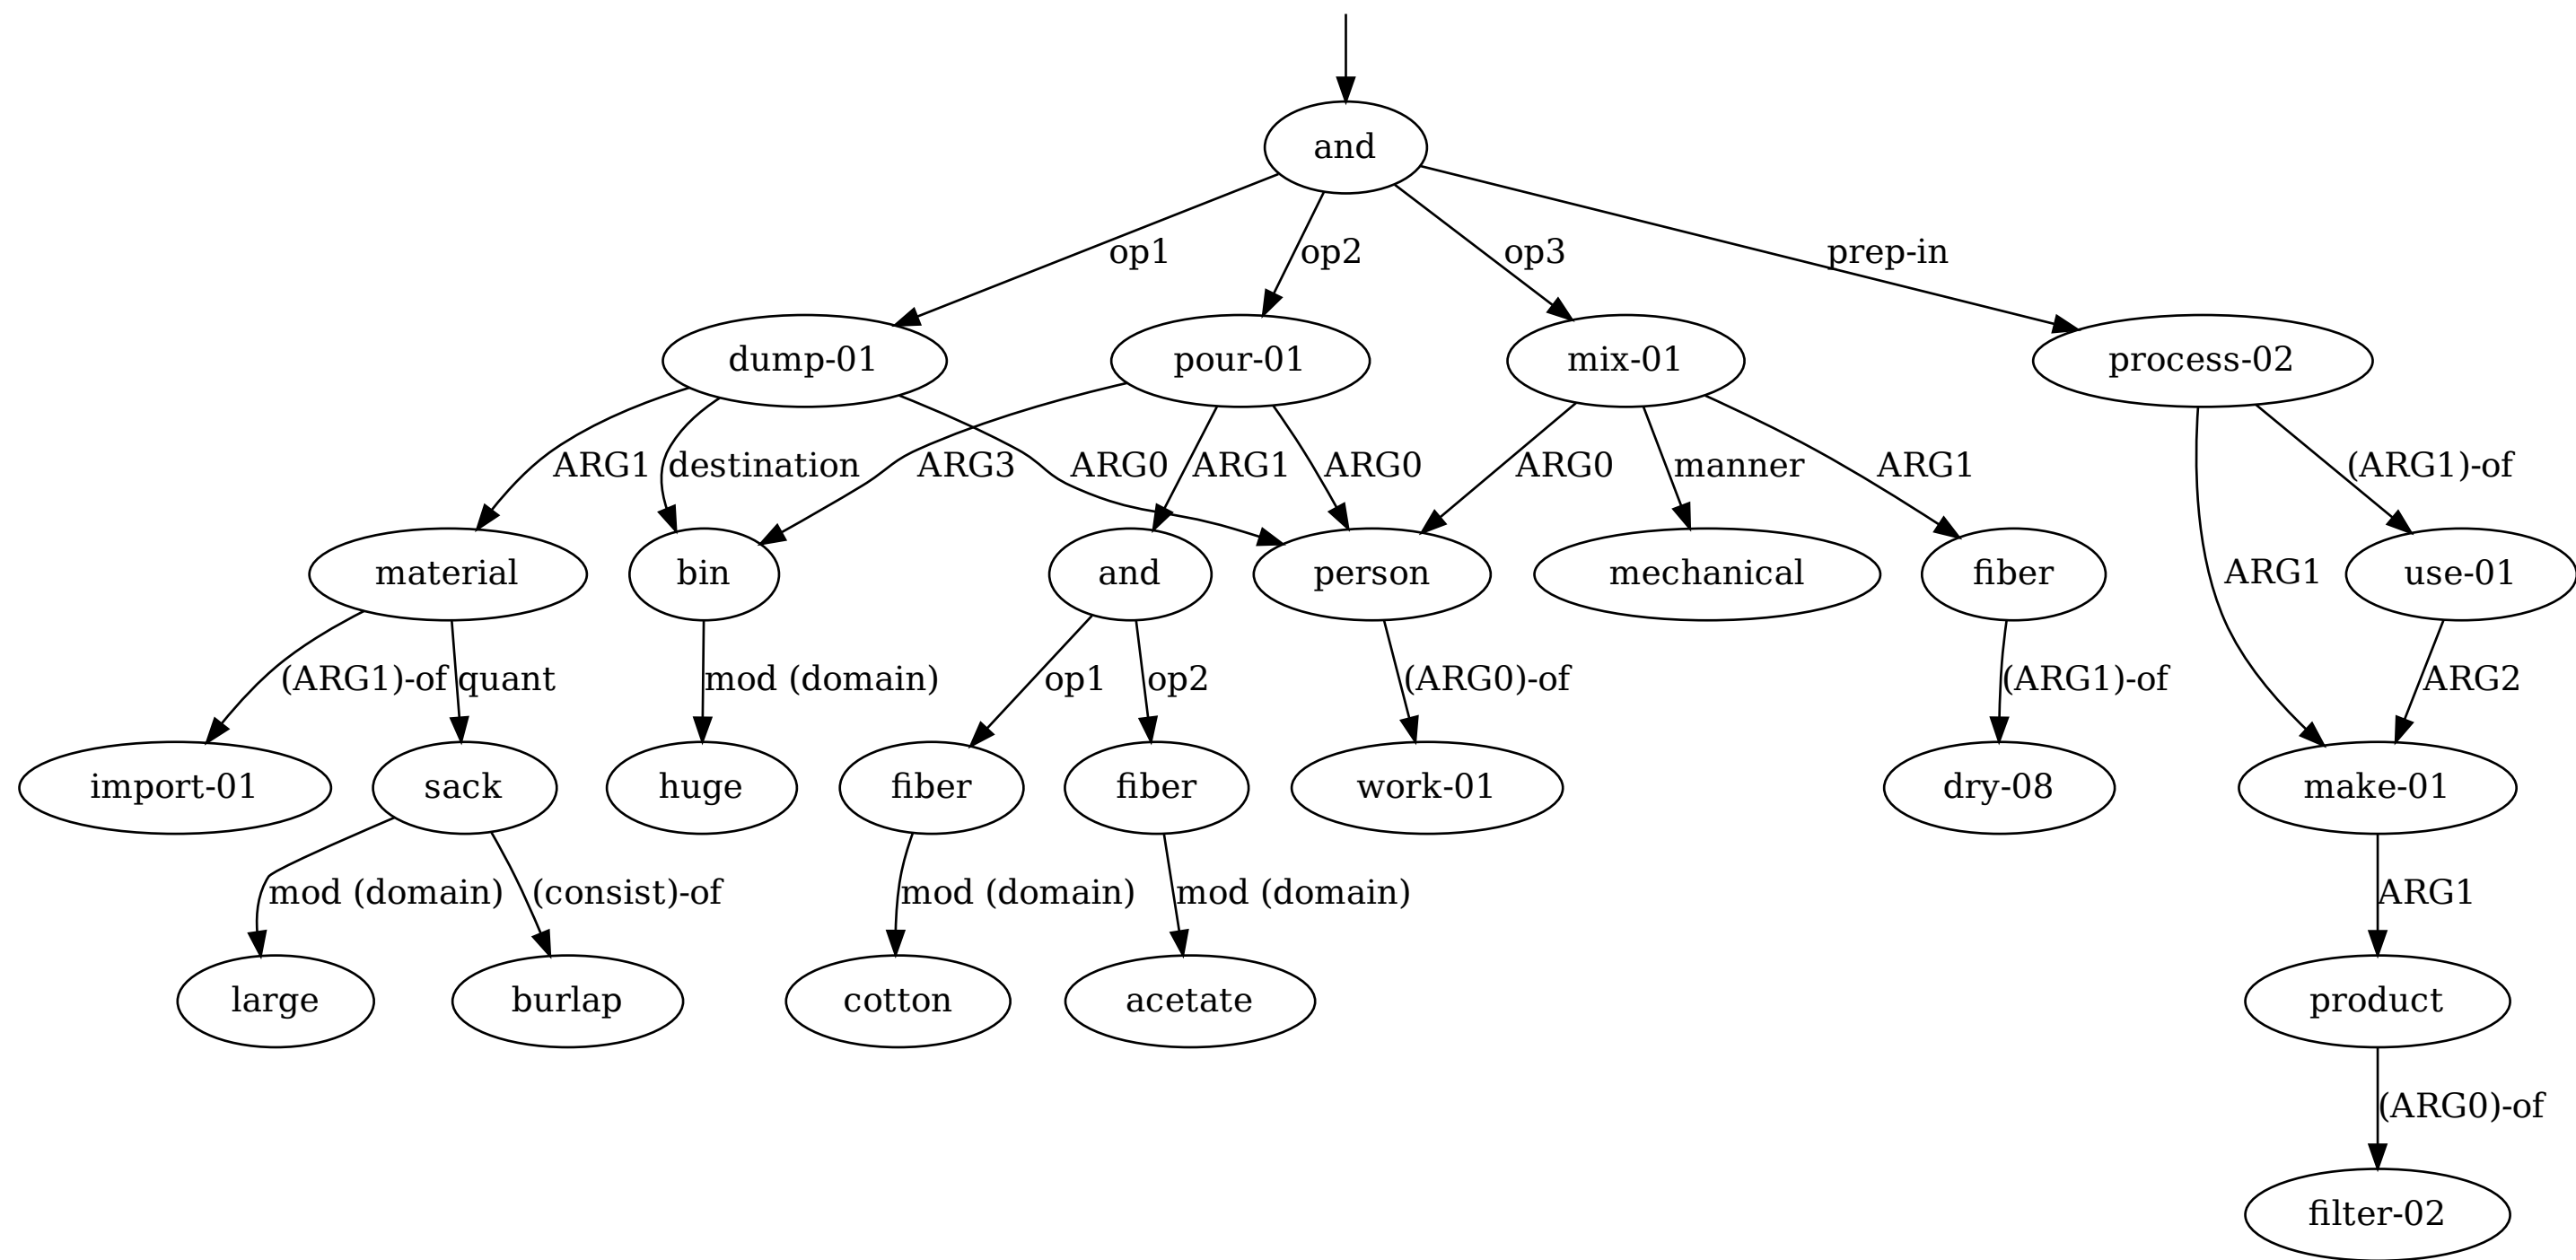 and
op1 op2 op3 prep-in
dump-01 pour-01 mix-01 process-02
ARG1 destination ARG3 ARG0 ARG1 ARG0 ARG0 manner ARG1 (ARG1)-of
material bin and person mechanical fiber ARG1 use-01
(ARG1)-of quant mod (domain) op1 op2 (ARG0)-of (ARG1)-of ARG2
import-01 sack huge fiber fiber work-01 dry-08 make-01
mod (domain) (consist)-of mod (domain) mod (domain) ARG1
large burlap cotton acetate product
(ARG0)-of
filter-02